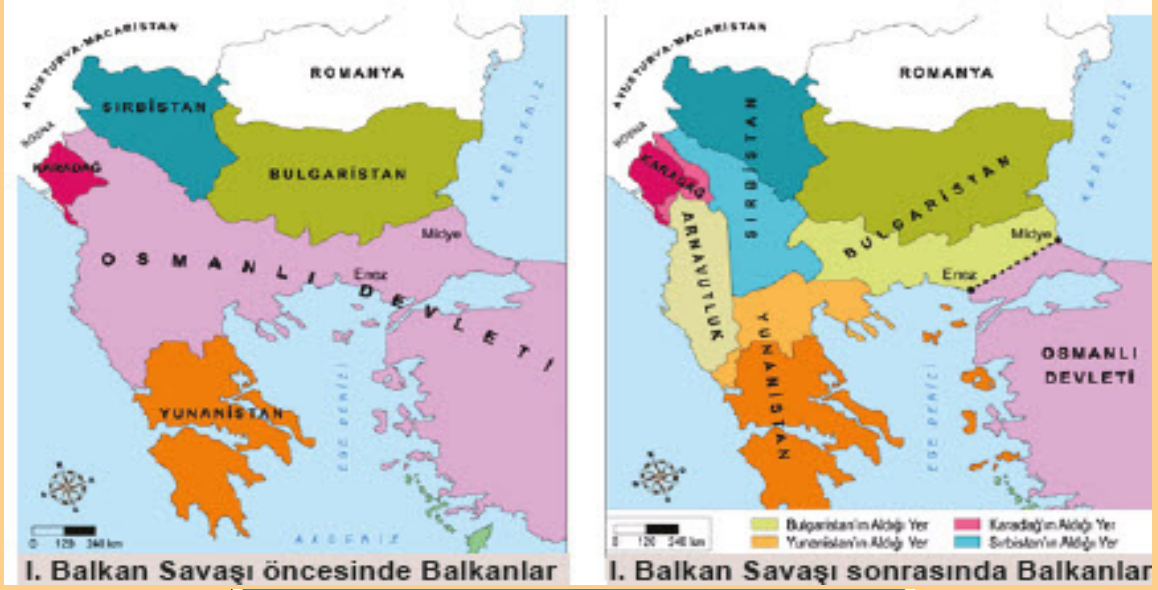 AVUSTURYA-MACARİSTAN
ROMANYA
SIRBİSTAN
BOSNA
KARADAĞ
BULGARİSTAN
KARADENİZ
Midye
OSMANLI DEVLETİ
Enez
YUNANİSTAN
EGE DENİZİ
AKDENİZ
0 120 240 km
I. Balkan Savaşı öncesinde Balkanlar
AVUSTURYA-MACARİSTAN
ROMANYA
SIRBİSTAN
BOSNA
KARADAĞ
BULGARİSTAN
KARADENİZ
Midye
ARNAVUTLUK
Enez
YUNANİSTAN
OSMANLI
DEVLETİ
EGE DENİZİ
0 120 240 km
Bulgaristan'ın Aldığı Yer
Karadağ'ın Aldığı Yer
Yunanistan'ın Aldığı Yer
Sırbistan'ın Aldığı Yer
I. Balkan Savaşı sonrasında Balkanlar